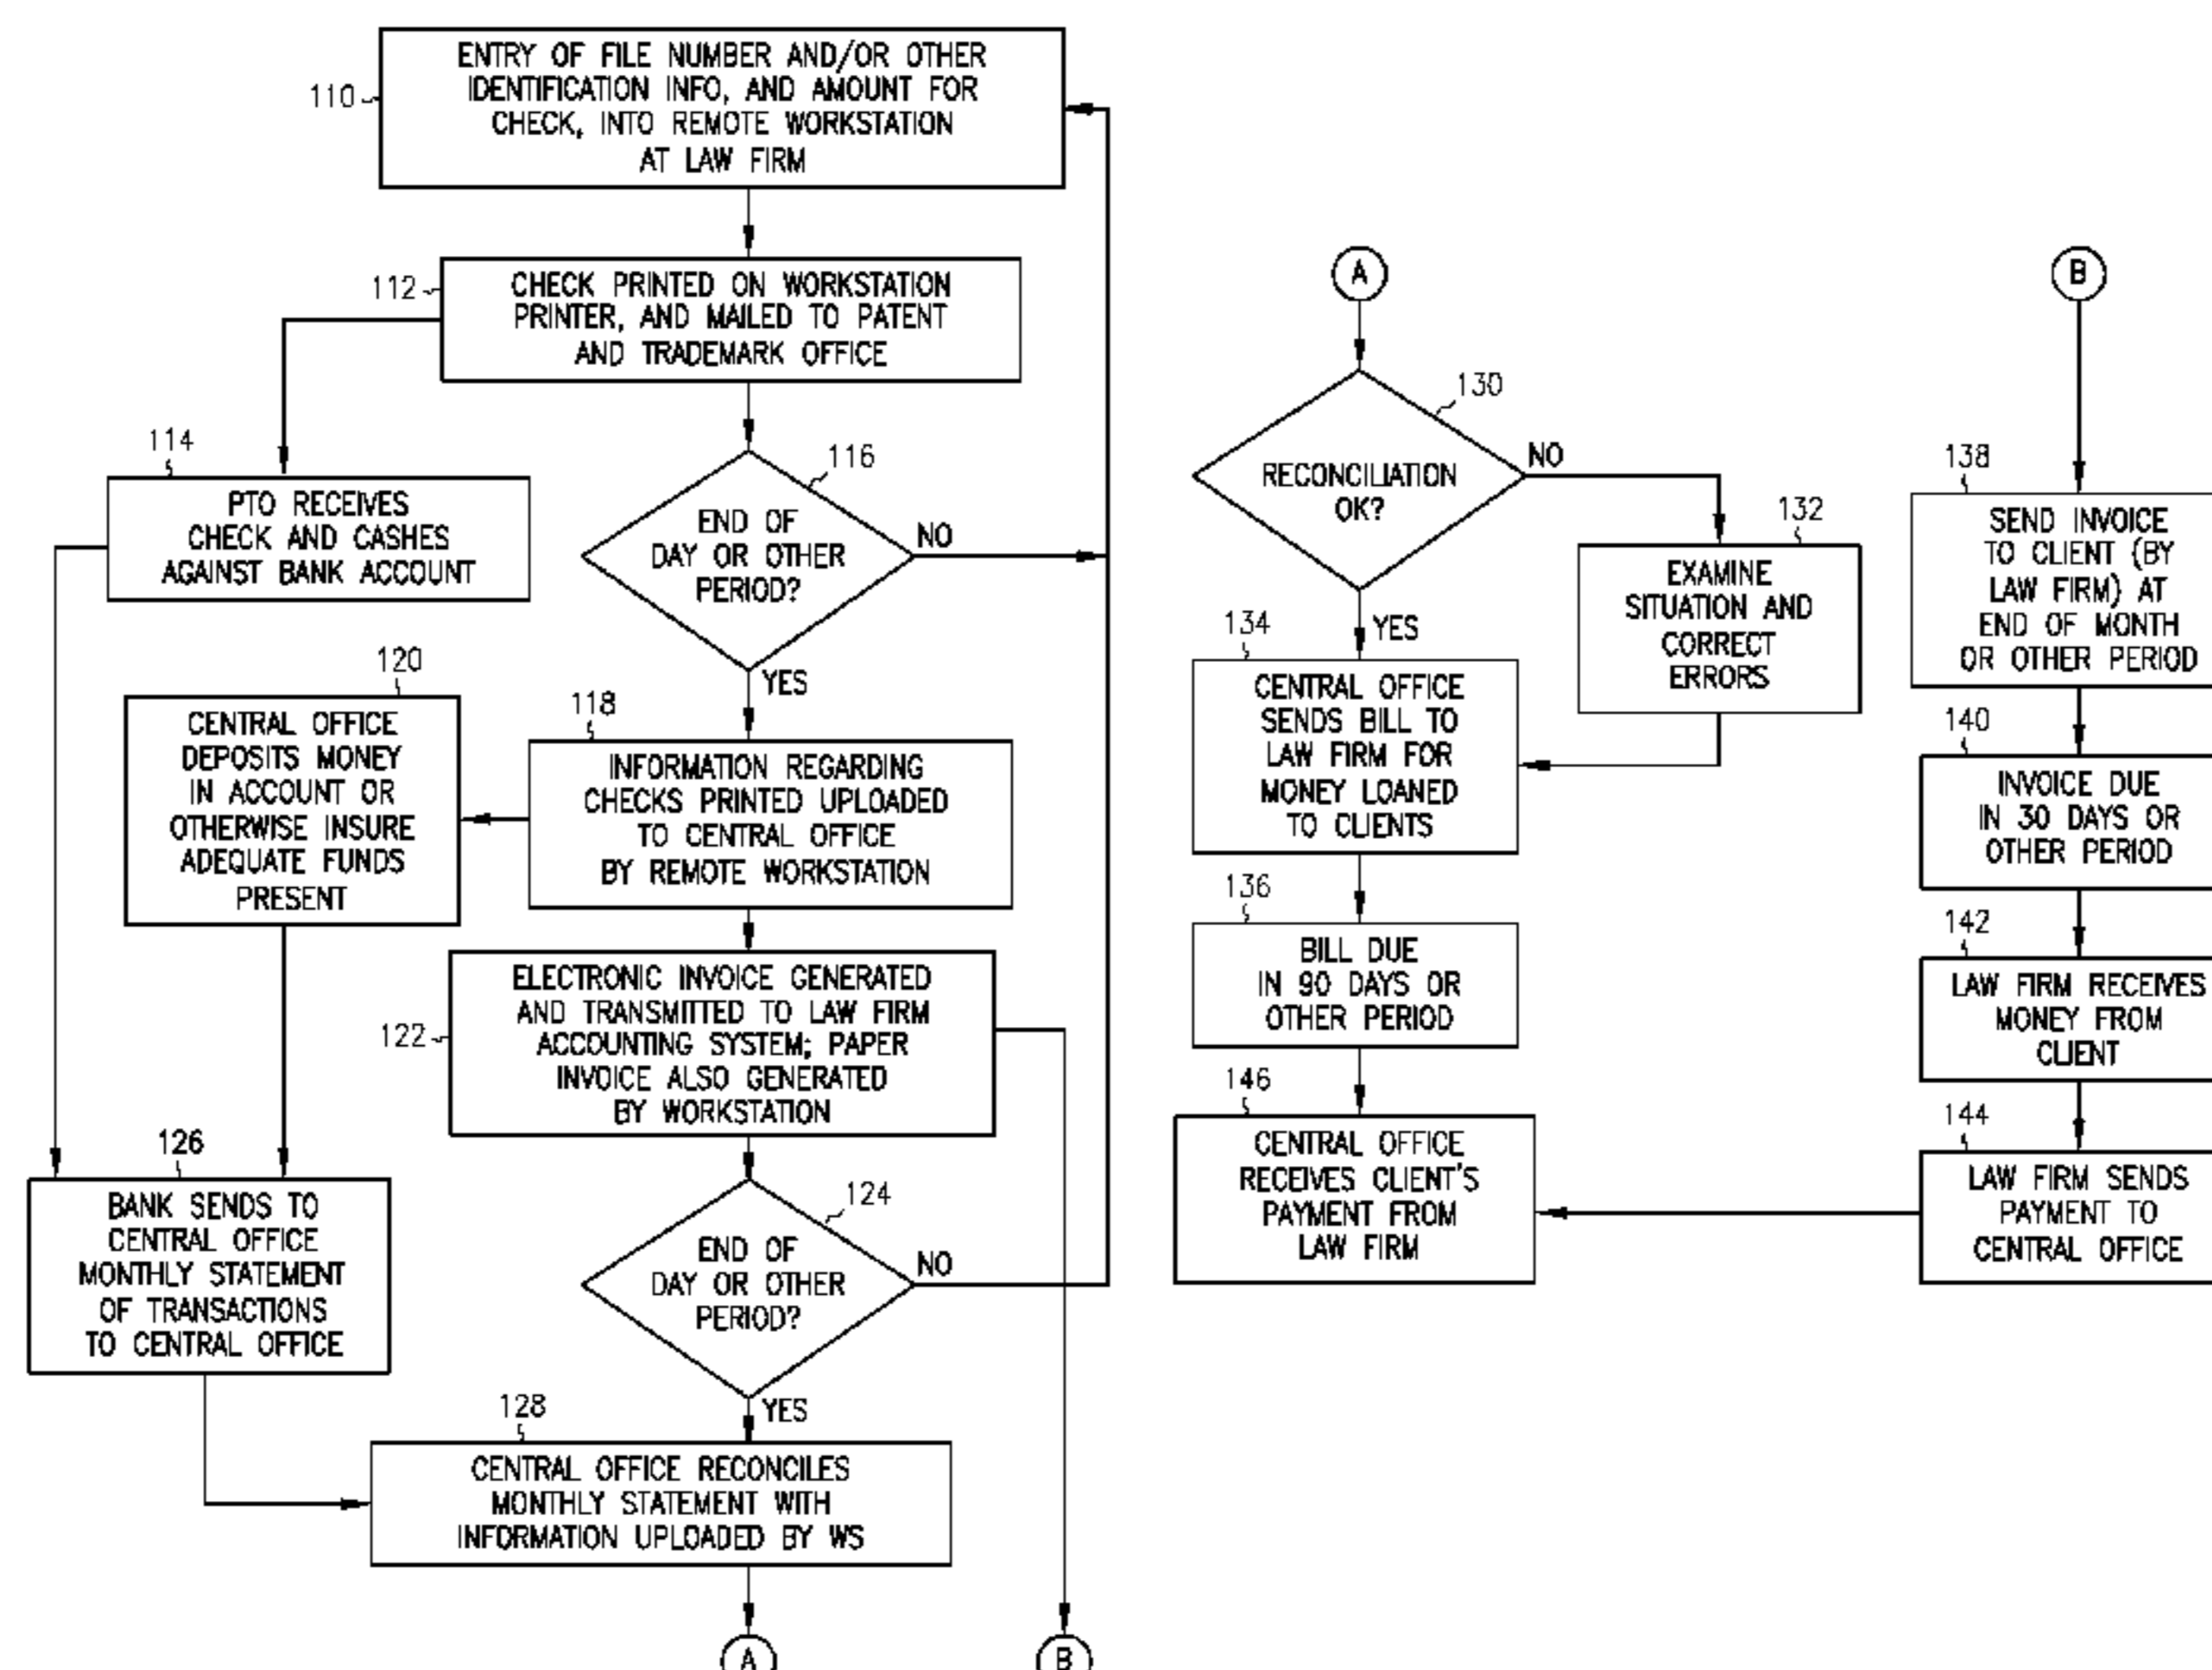 110
ENTRY OF FILE NUMBER AND/OR OTHER
IDENTIFICATION INFO, AND AMOUNT FOR
CHECK, INTO REMOTE WORKSTATION
AT LAW FIRM
112
CHECK PRINTED ON WORKSTATION
PRINTER, AND MAILED TO PATENT
AND TRADEMARK OFFICE
114
PTO RECEIVES
CHECK AND CASHES
AGAINST BANK ACCOUNT
116
END OF
DAY OR OTHER
PERIOD?
NO
YES
118
INFORMATION REGARDING
CHECKS PRINTED UPLOADED
TO CENTRAL OFFICE
BY REMOTE WORKSTATION
120
CENTRAL OFFICE
DEPOSITS MONEY
IN ACCOUNT OR
OTHERWISE INSURE
ADEQUATE FUNDS
PRESENT
122
ELECTRONIC INVOICE GENERATED
AND TRANSMITTED TO LAW FIRM
ACCOUNTING SYSTEM; PAPER
INVOICE ALSO GENERATED
BY WORKSTATION
124
END OF
DAY OR OTHER
PERIOD?
NO
YES
126
BANK SENDS TO
CENTRAL OFFICE
MONTHLY STATEMENT
OF TRANSACTIONS
TO CENTRAL OFFICE
128
CENTRAL OFFICE RECONCILES
MONTHLY STATEMENT WITH
INFORMATION UPLOADED BY WS
A
B
A
130
RECONCILIATION
OK?
NO
YES
132
EXAMINE
SITUATION AND
CORRECT
ERRORS
134
CENTRAL OFFICE
SENDS BILL TO
LAW FIRM FOR
MONEY LOANED
TO CLIENTS
136
BILL DUE
IN 90 DAYS OR
OTHER PERIOD
146
CENTRAL OFFICE
RECEIVES CLIENT'S
PAYMENT FROM
LAW FIRM
B
138
SEND INVOICE
TO CLIENT (BY
LAW FIRM) AT
END OF MONTH
OR OTHER PERIOD
140
INVOICE DUE
IN 30 DAYS OR
OTHER PERIOD
142
LAW FIRM RECEIVES
MONEY FROM
CLIENT
144
LAW FIRM SENDS
PAYMENT TO
CENTRAL OFFICE